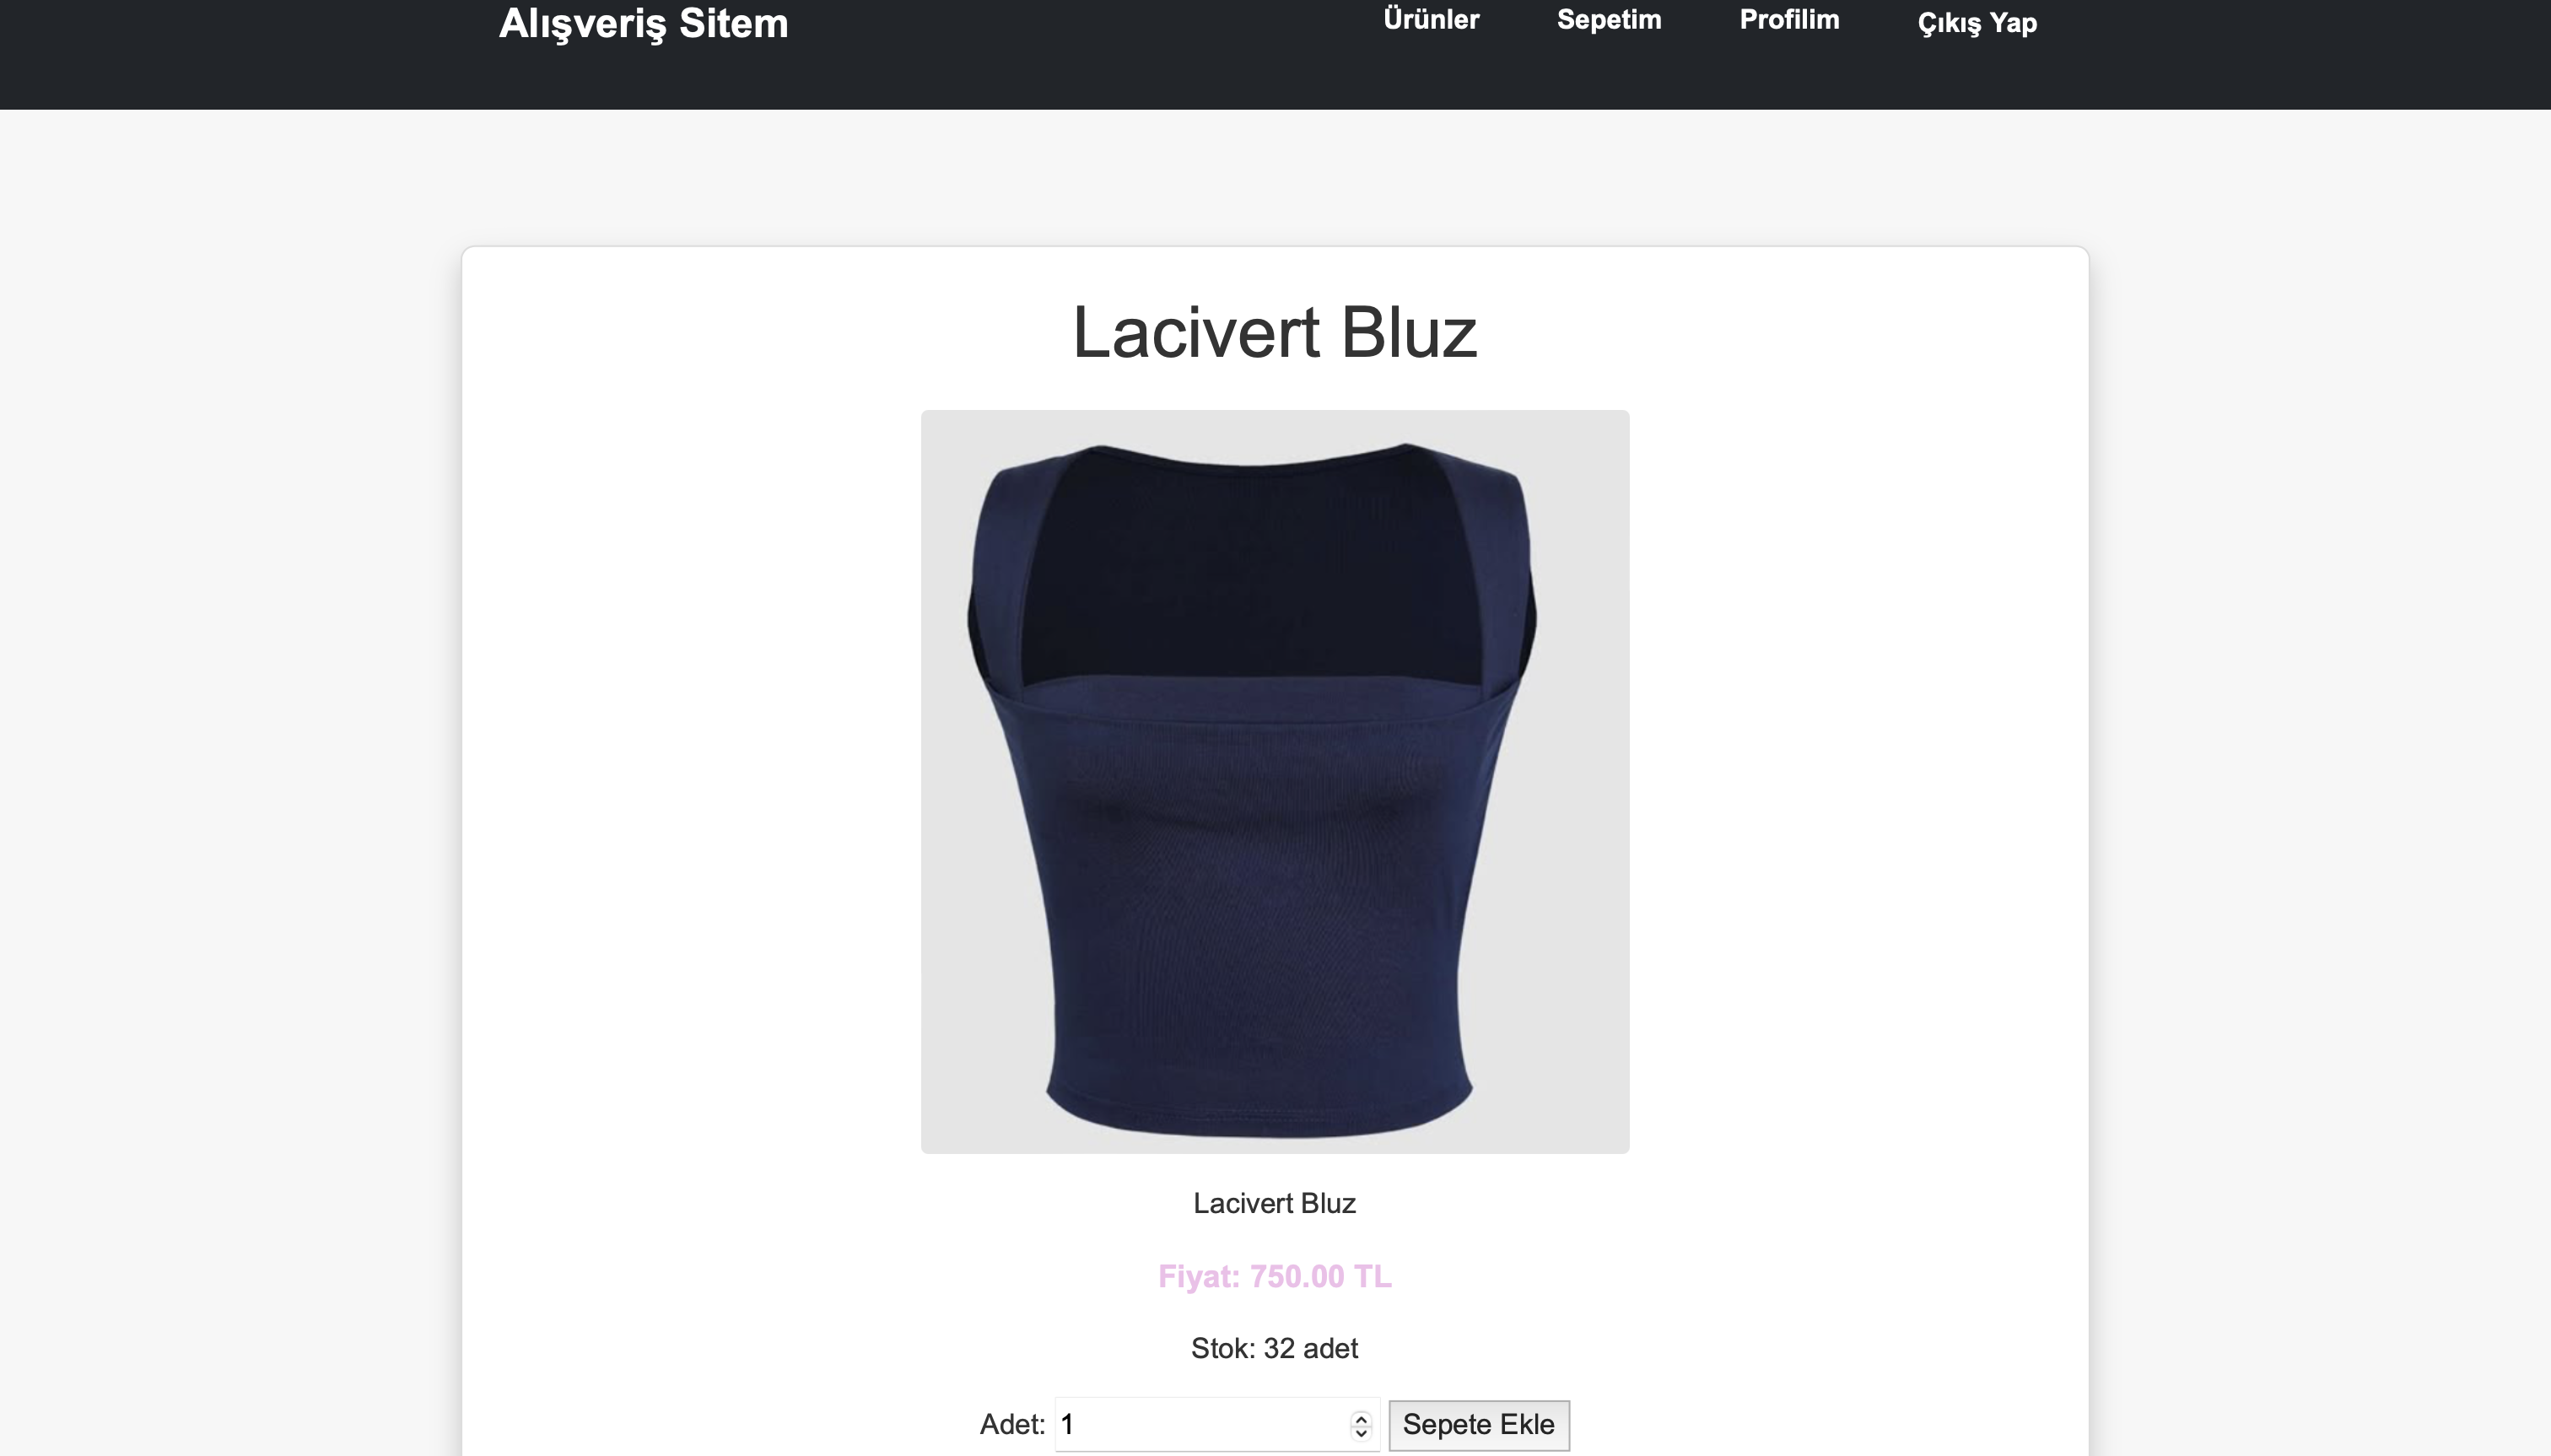 Alışveriş Sitem
Ürünler Sepetim Profilim Çıkış Yap
Lacivert Bluz
Lacivert Bluz
Fiyat: 750.00 TL
Stok: 32 adet
Adet: 1 Sepete Ekle